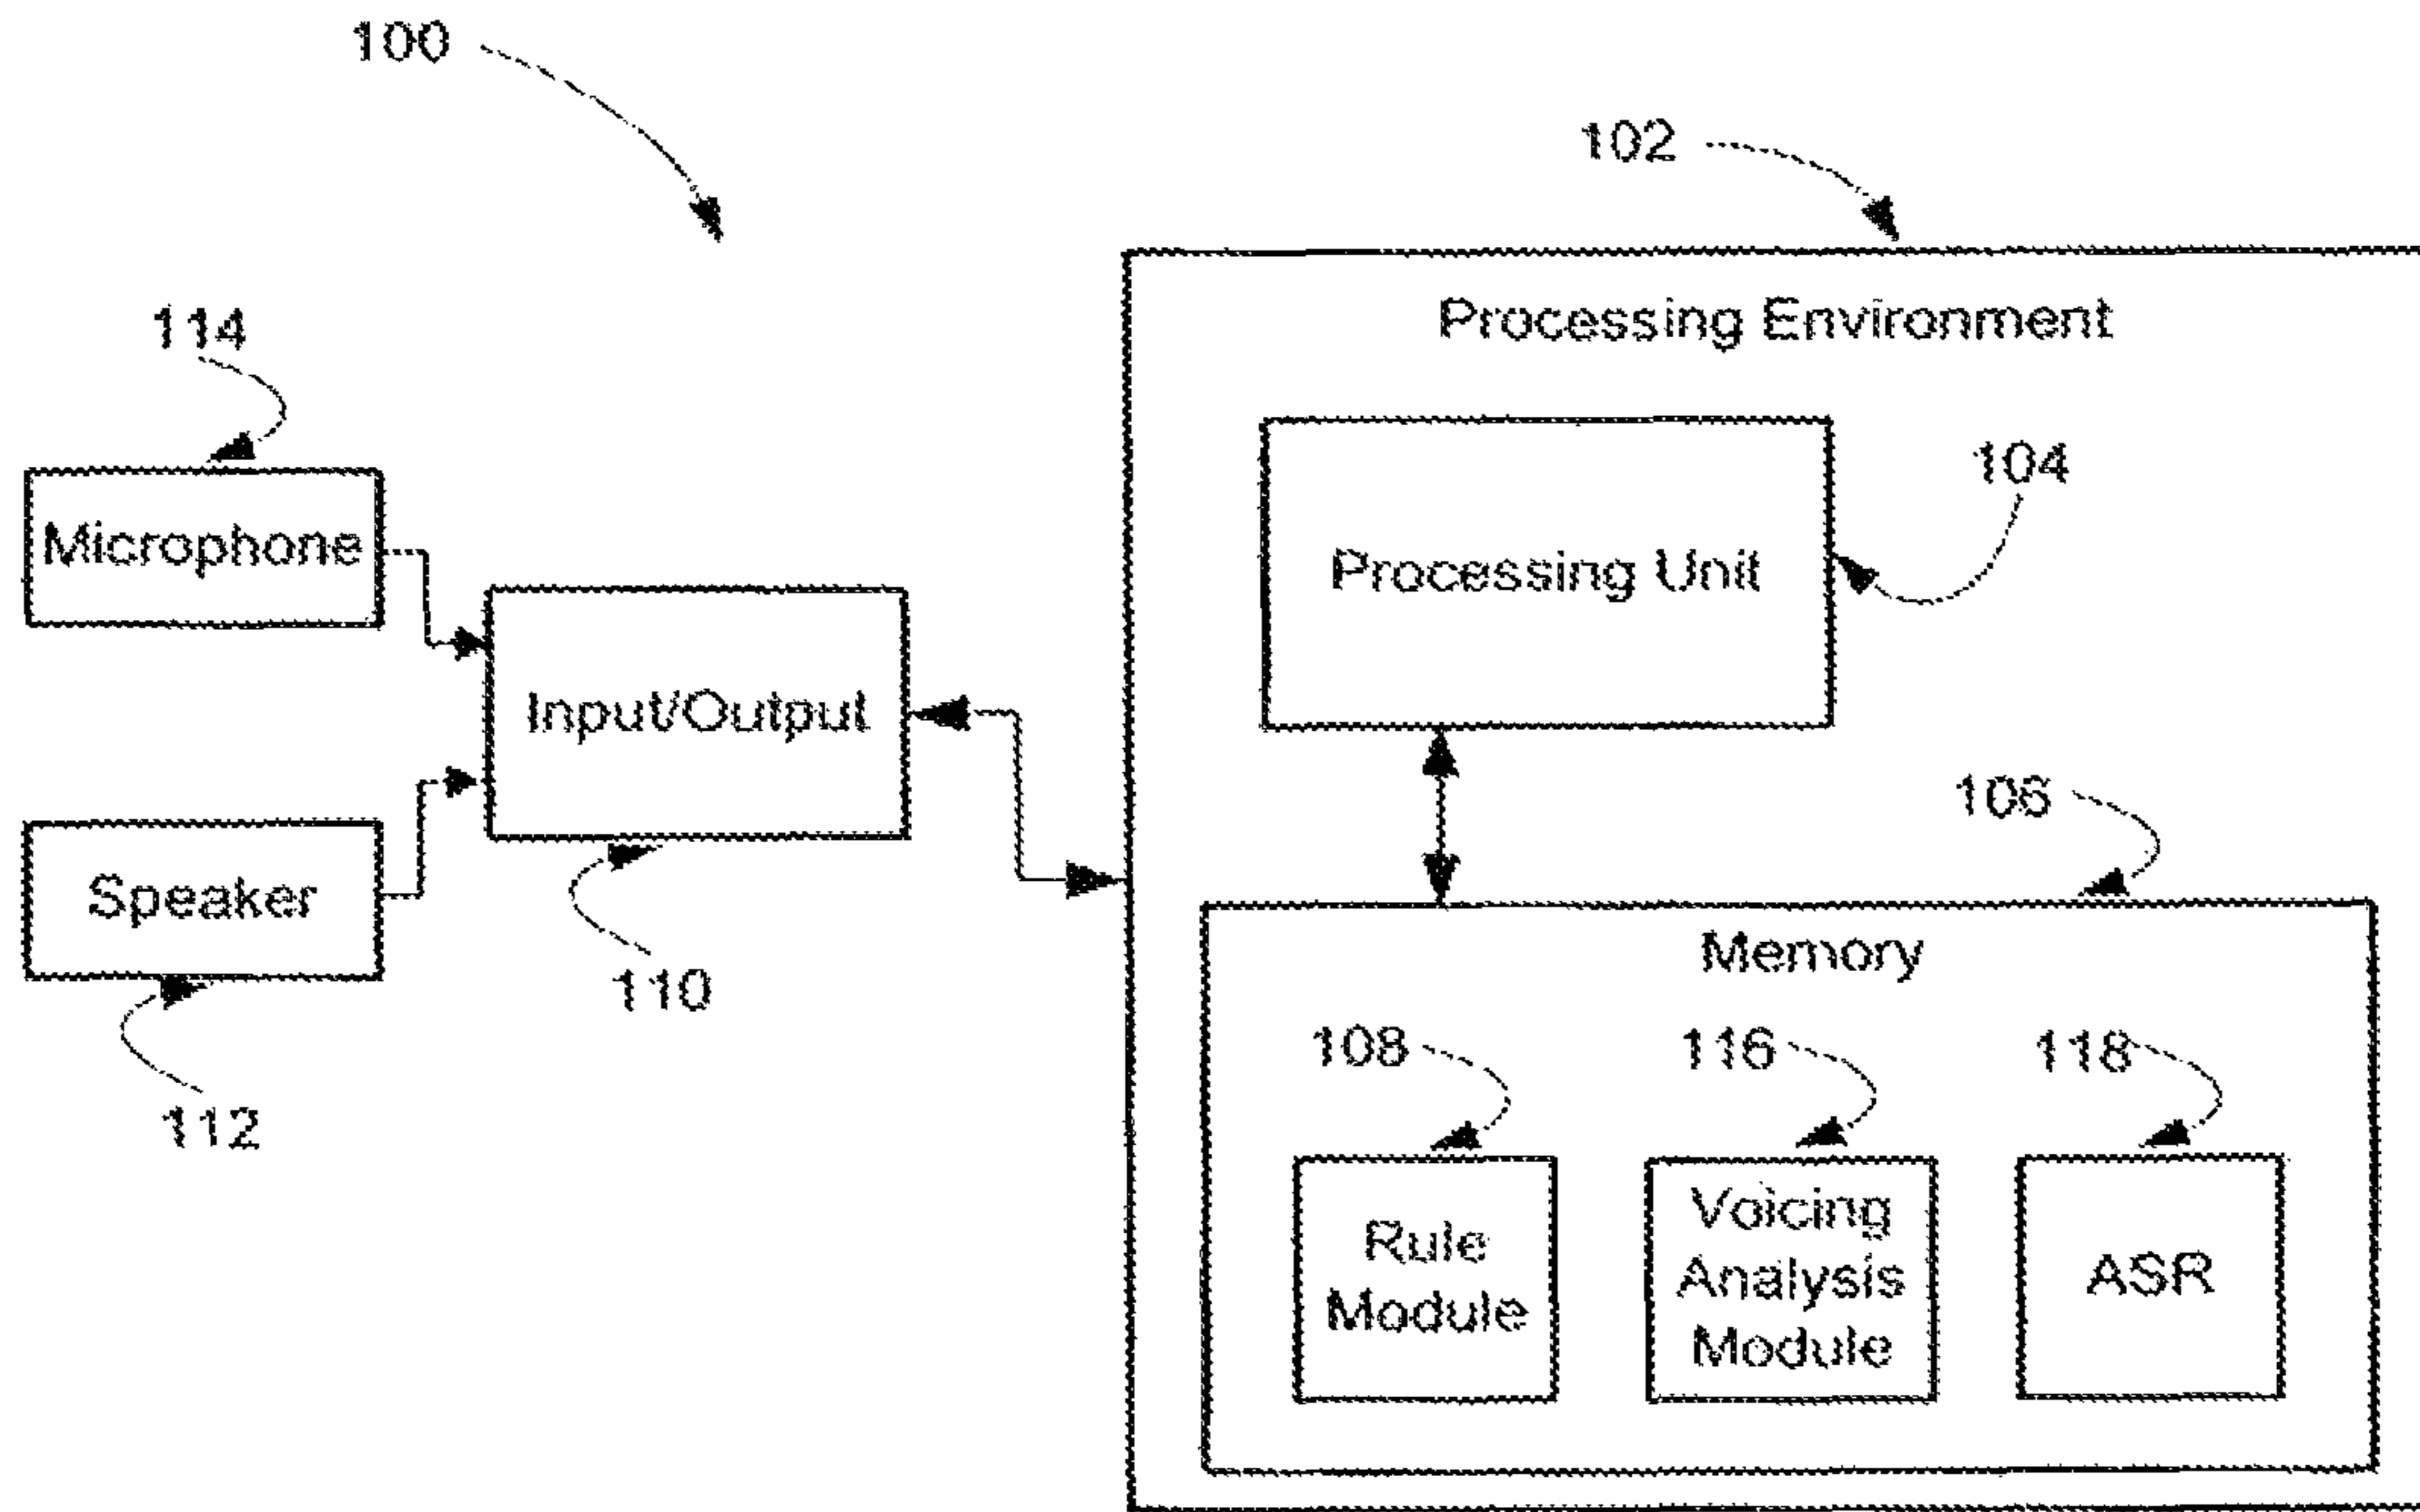 100
102
Processing Environment
114
104
Microphone
Processing Unit
Input/Output
106
Speaker
Memory
110
108
116
118
112
Rule
Module
Voicing
Analysis
Module
ASR